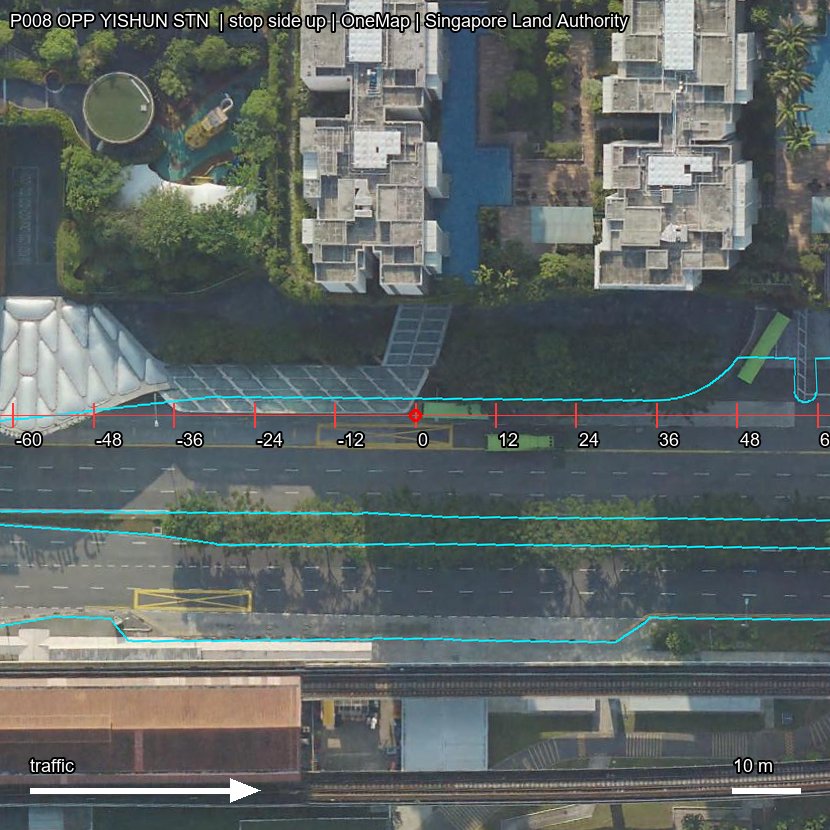 P008 OPP YISHUN STN | stop side up | OneMap | Singapore Land Authority
-60 -48 -36 -24 -12 0 12 24 36 48 6
traffic 10 m